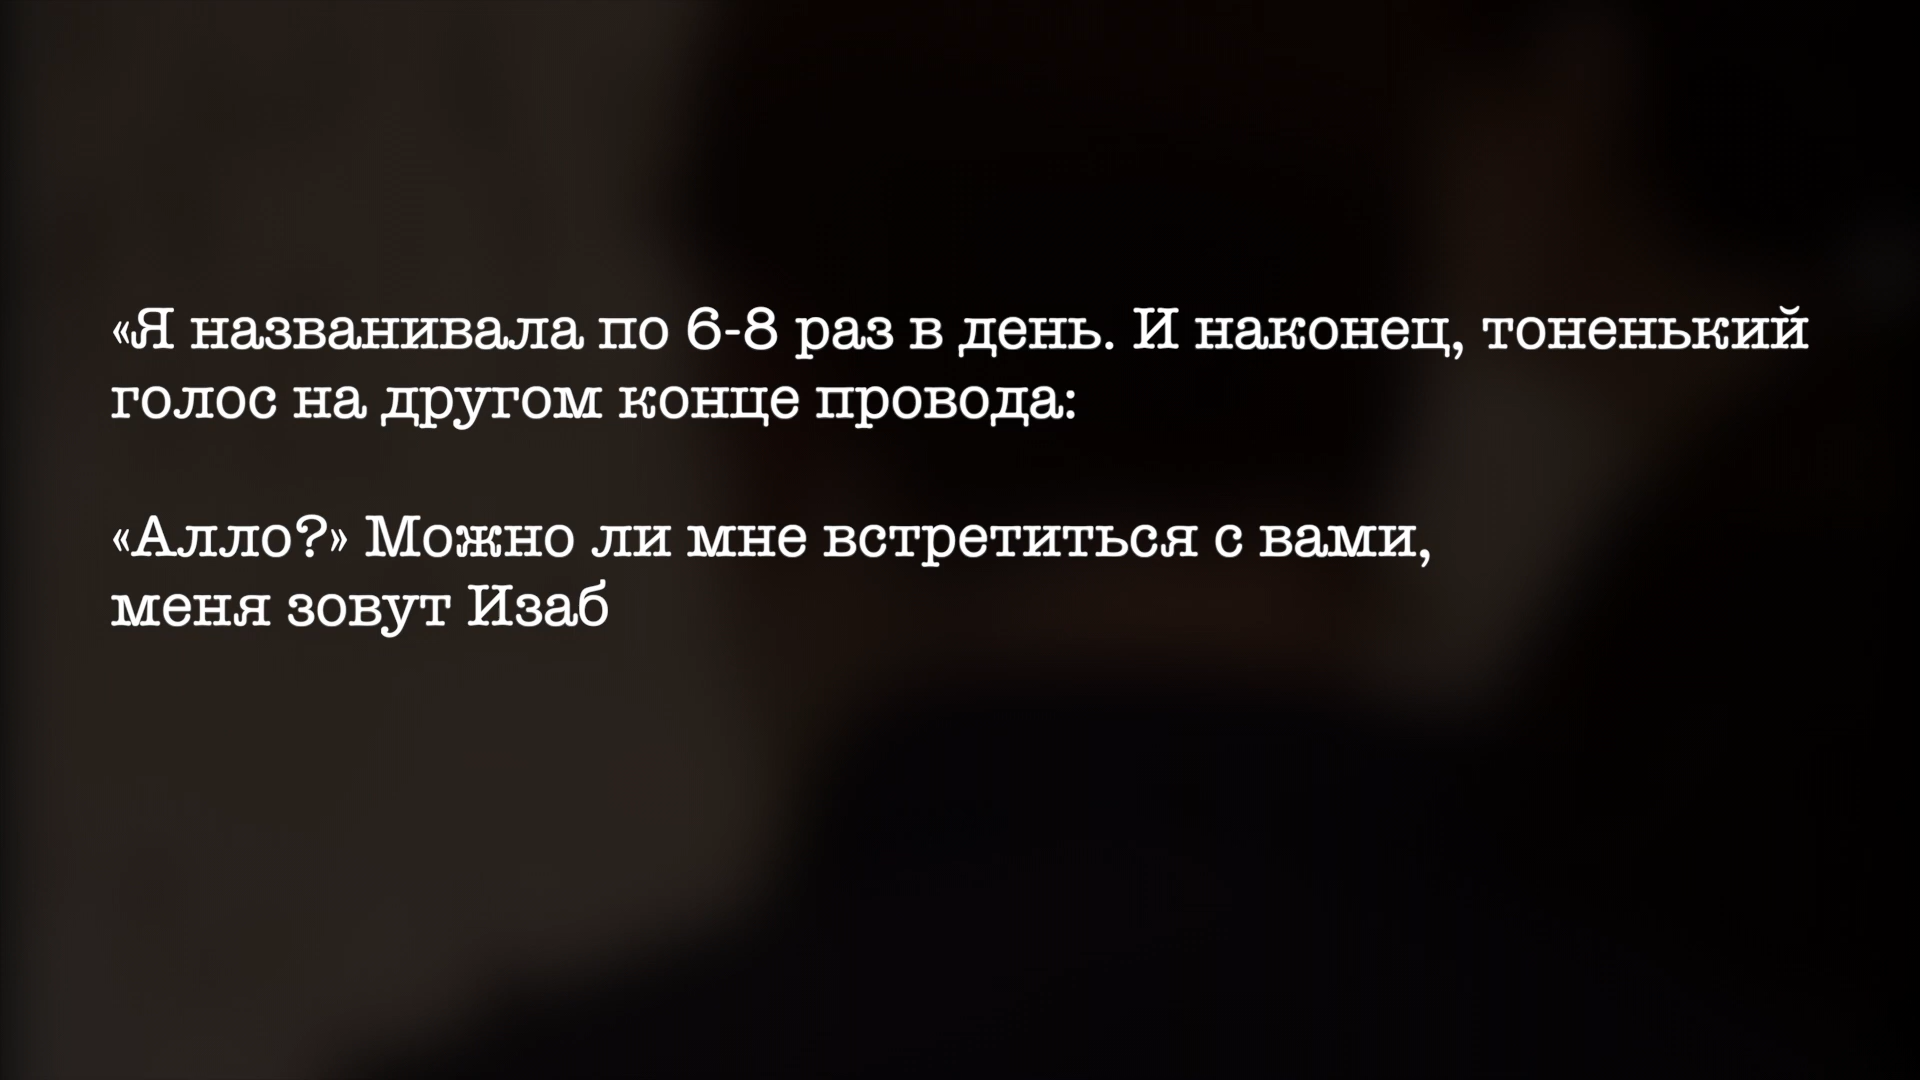 «Я названивала по 6-8 раз в день. И наконец, тоненький
голос на другом конце провода:
«Алло?» Можно ли мне встретиться с вами,
меня зовут Изаб